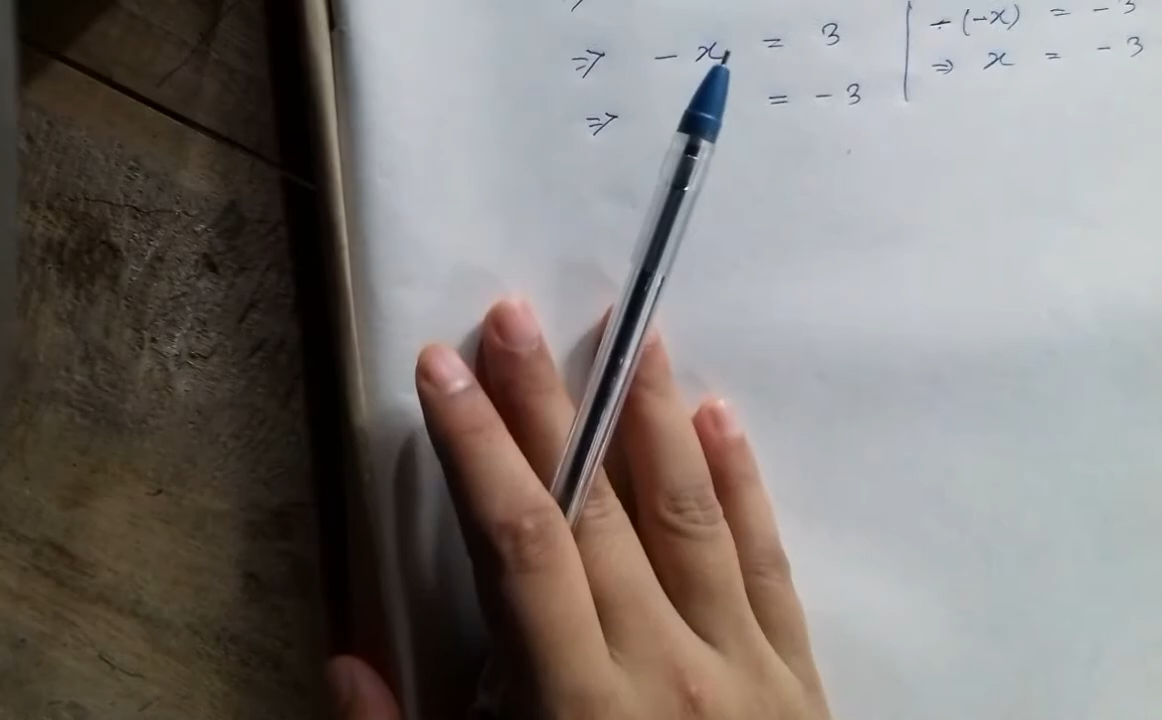 ⇒ - x = 3
⇒ = - 3
- (-x) = - 3
⇒ x = - 3